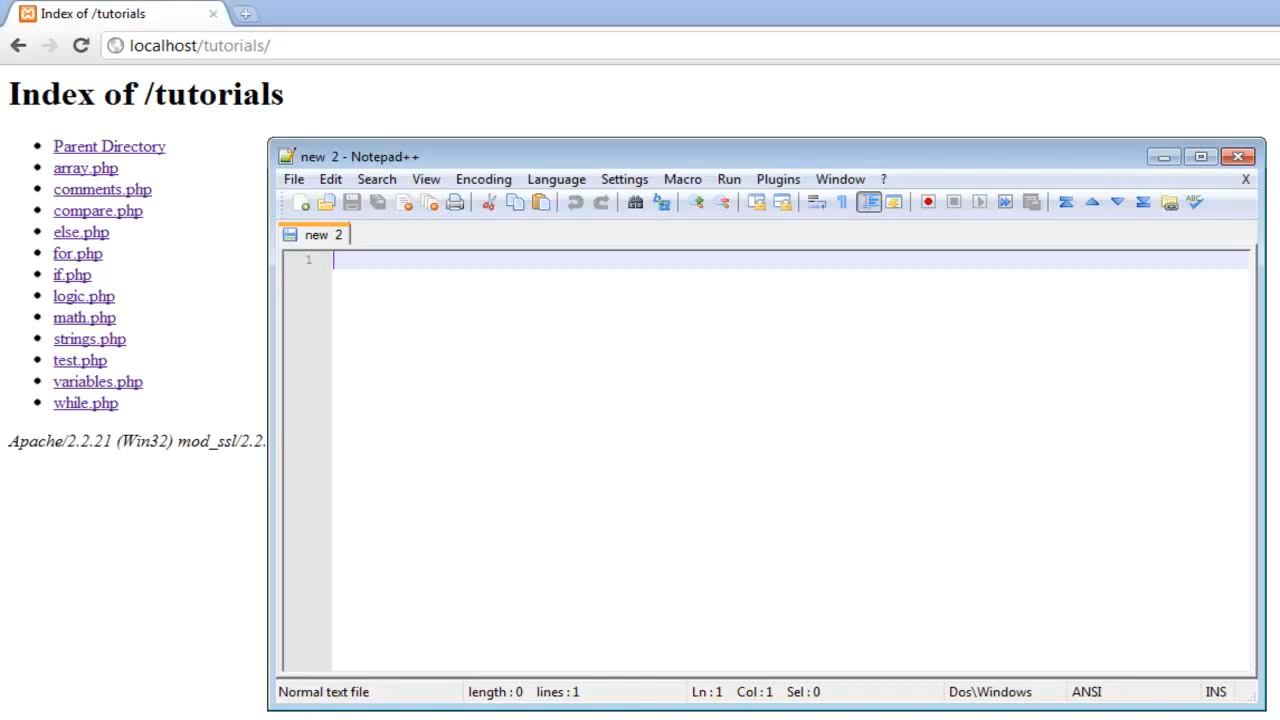 Index of /tutorials
localhost/tutorials/
Index of /tutorials
Parent Directory
array.php
comments.php
compare.php
else.php
for.php
if.php
logic.php
math.php
strings.php
test.php
variables.php
while.php
Apache/2.2.21 (Win32) mod_ssl/2.2.
new 2 - Notepad++
File Edit Search View Encoding Language Settings Macro Run Plugins Window ? X
ABC
new 2
1
Normal text file length : 0 lines : 1 Ln : 1 Col : 1 Sel : 0 Dos\Windows ANSI INS